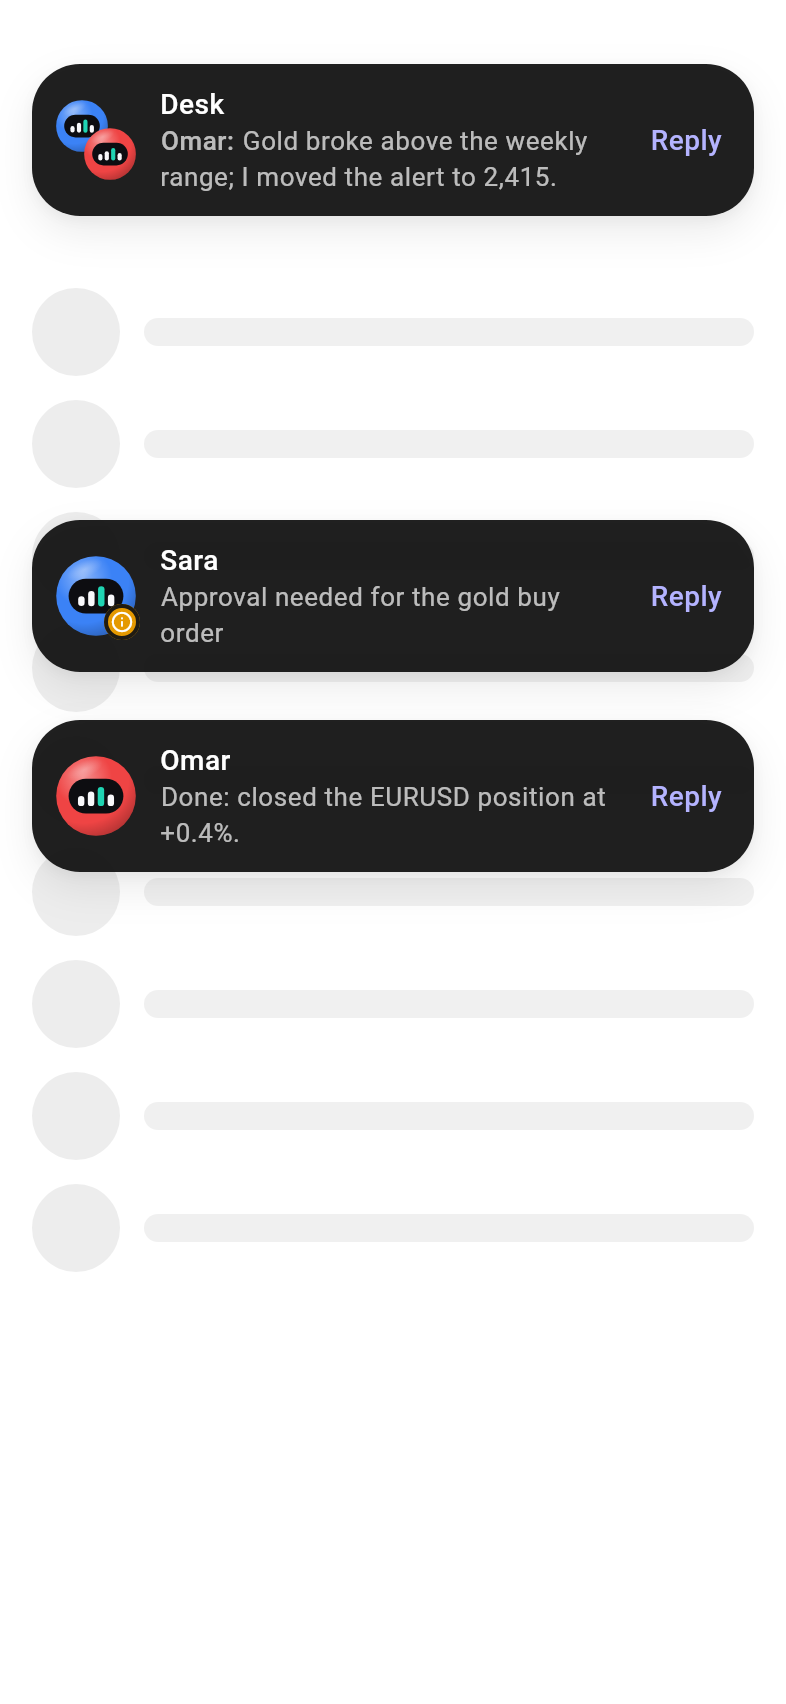 Desk
Omar: Gold broke above the weekly
range; I moved the alert to 2,415.
Reply
Sara
Approval needed for the gold buy
order
Reply
Omar
Done: closed the EURUSD position at
+0.4%.
Reply